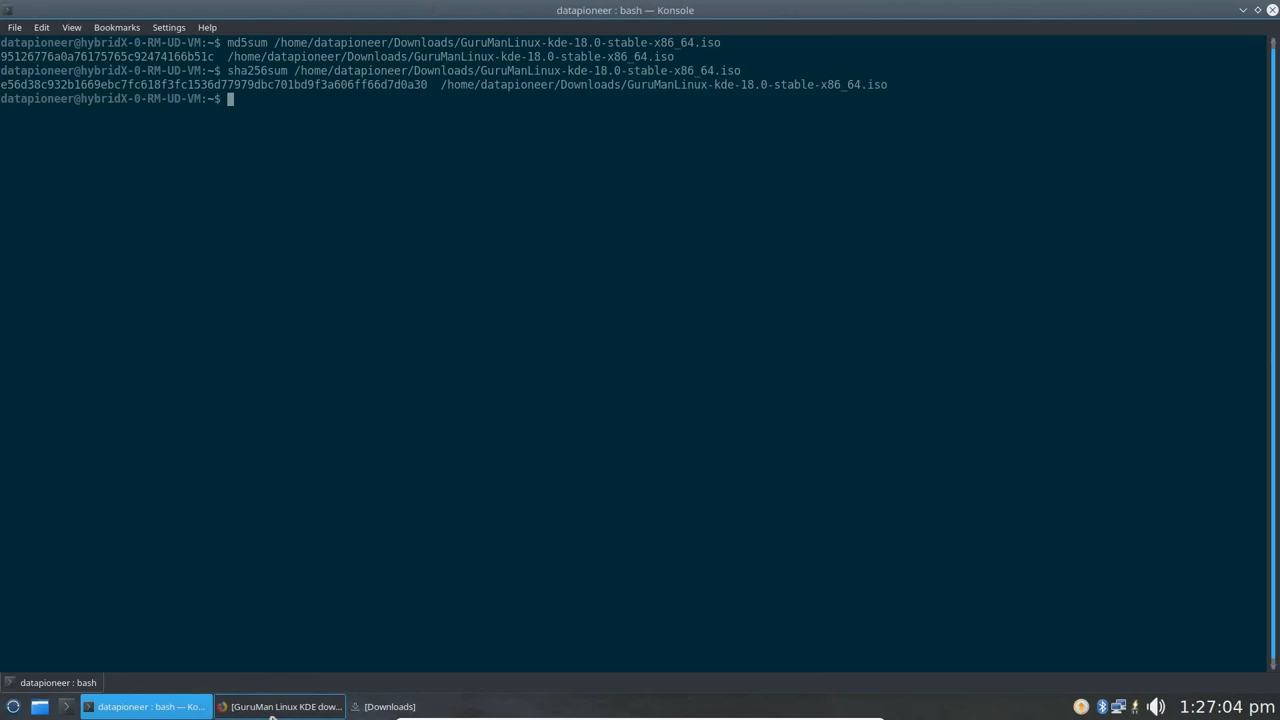 datapioneer : bash — Konsole
File Edit View Bookmarks Settings Help
datapioneer@hybridX-0-RM-UD-VM:~$ md5sum /home/datapioneer/Downloads/GuruManLinux-kde-18.0-stable-x86_64.iso
95126776a0a76175765c92474166b51c  /home/datapioneer/Downloads/GuruManLinux-kde-18.0-stable-x86_64.iso
datapioneer@hybridX-0-RM-UD-VM:~$ sha256sum /home/datapioneer/Downloads/GuruManLinux-kde-18.0-stable-x86_64.iso
e56d38c932b1669ebc7fc618f3fc1536d77979dbc701bd9f3a606ff66d7d0a30  /home/datapioneer/Downloads/GuruManLinux-kde-18.0-stable-x86_64.iso
datapioneer@hybridX-0-RM-UD-VM:~$
datapioneer : bash
datapioneer : bash — Ko... [GuruMan Linux KDE dow... [Downloads] 1:27:04 pm